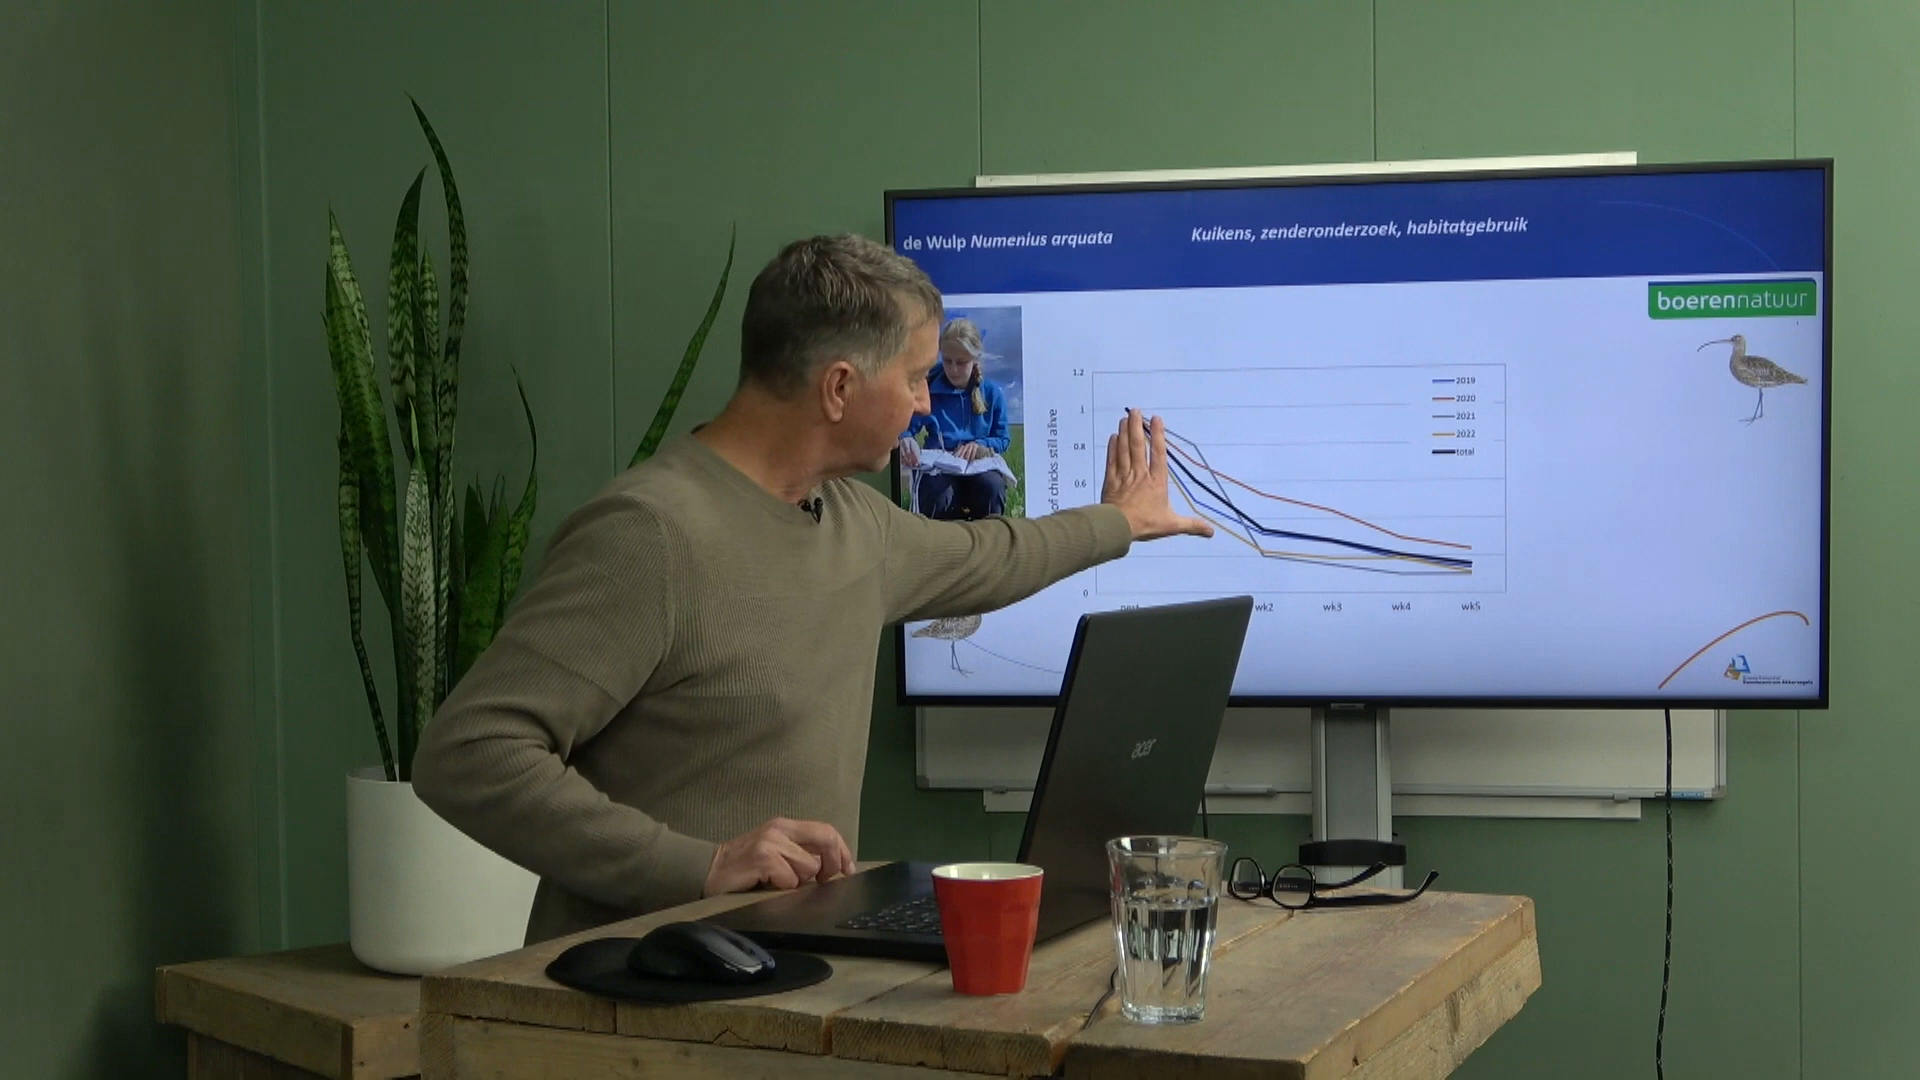 de Wulp Numenius arquata
Kuikens, zenderonderzoek, habitatgebruik
boerennatuur
1.2
1
0.8
0.6
0
of chicks still alive
2019
2020
2021
2022
total
wk2
wk3
wk4
wk5
acer